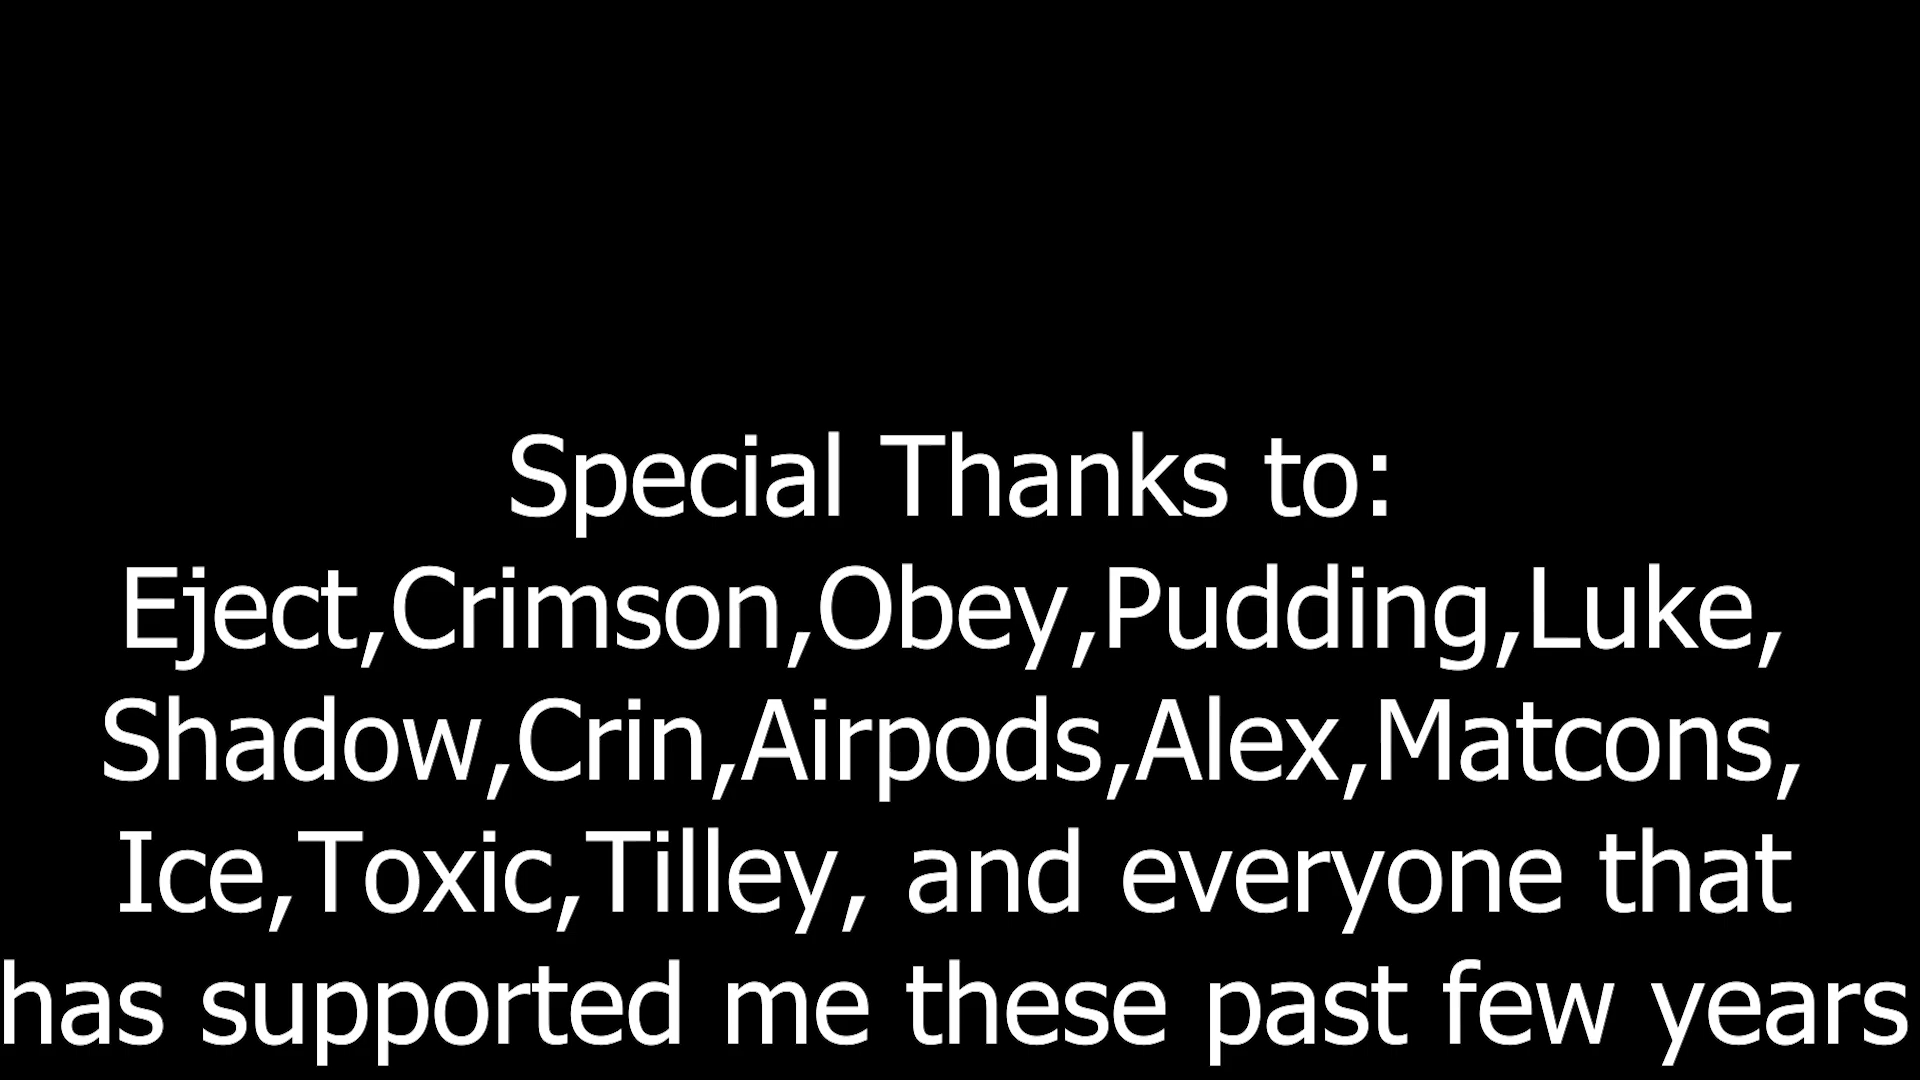 Special Thanks to:
Eject,Crimson,Obey,Pudding,Luke,
Shadow,Crin,Airpods,Alex,Matcons,
Ice,Toxic,Tilley, and everyone that
has supported me these past few years